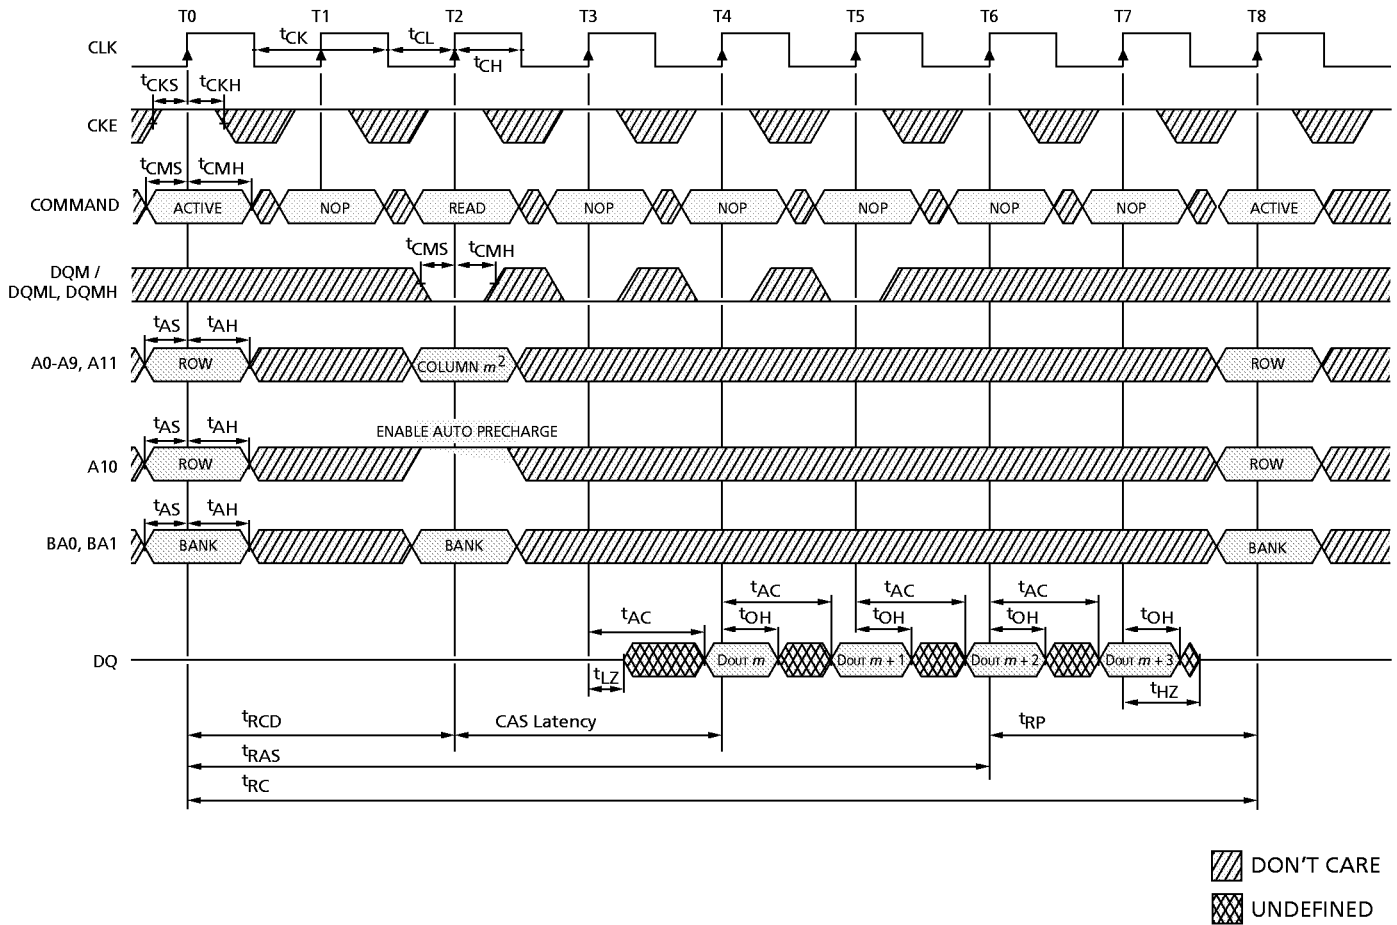 T0 T1 T2 T3 T4 T5 T6 T7 T8
CLK tCK tCL tCH
tCKS tCKH
CKE
tCMS tCMH
COMMAND ACTIVE NOP READ NOP NOP NOP NOP NOP ACTIVE
tCMS tCMH
DQM /
DQML, DQMH
tAS tAH
A0-A9, A11 ROW COLUMN m2 ROW
tAS tAH ENABLE AUTO PRECHARGE
A10 ROW ROW
tAS tAH
BA0, BA1 BANK BANK BANK
tAC tAC tAC
tAC tOH tOH tOH tOH
DQ DOUT m DOUT m + 1 DOUT m + 2 DOUT m + 3
tLZ tHZ
tRCD CAS Latency tRP
tRAS
tRC
DON'T CARE
UNDEFINED